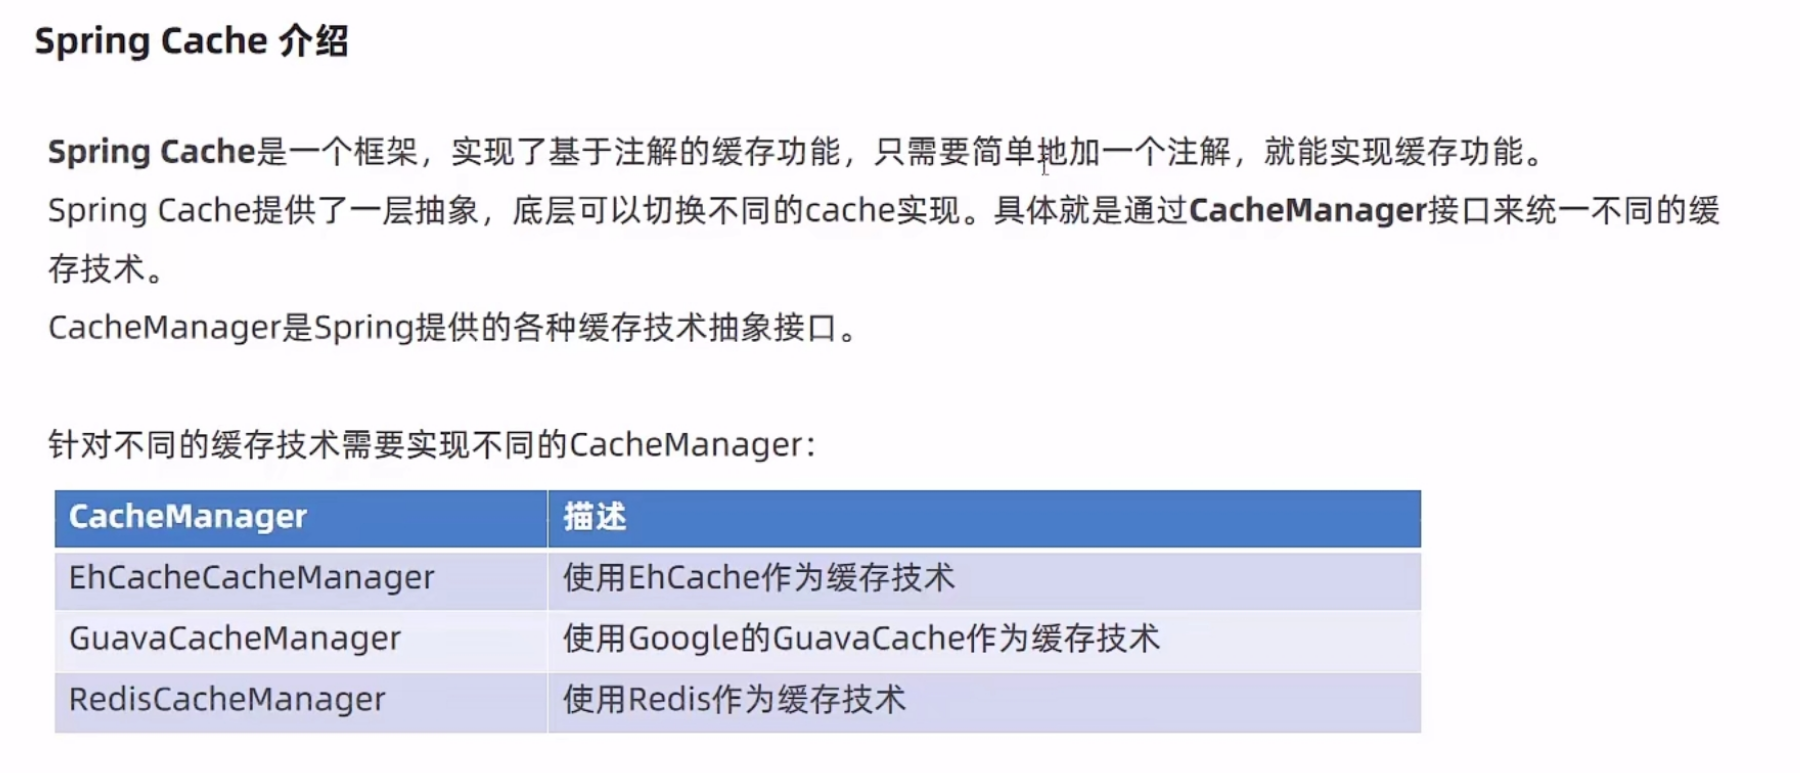 Spring Cache 介绍
Spring Cache是一个框架，实现了基于注解的缓存功能，只需要简单地加一个注解，就能实现缓存功能。
Spring Cache提供了一层抽象，底层可以切换不同的cache实现。具体就是通过CacheManager接口来统一不同的缓
存技术。
CacheManager是Spring提供的各种缓存技术抽象接口。
针对不同的缓存技术需要实现不同的CacheManager：
CacheManager 描述
EhCacheCacheManager 使用EhCache作为缓存技术
GuavaCacheManager 使用Google的GuavaCache作为缓存技术
RedisCacheManager 使用Redis作为缓存技术